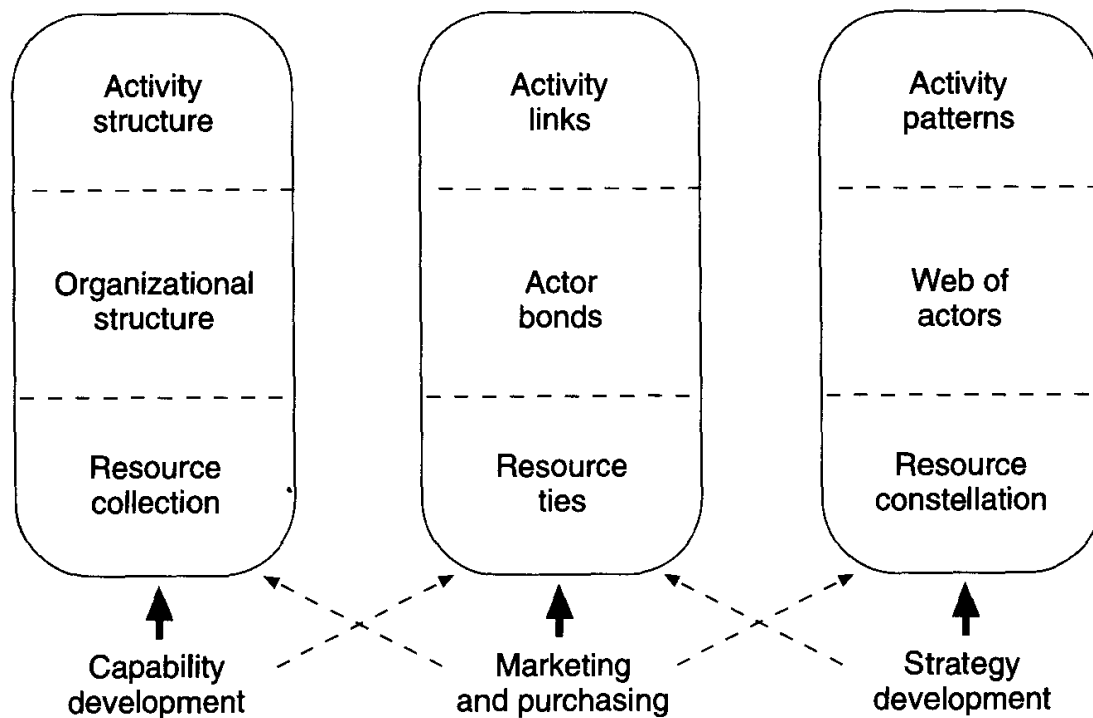 Activity
structure
Activity
links
Activity
patterns
Organizational
structure
Actor
bonds
Web of
actors
Resource
collection
Resource
ties
Resource
constellation
Capability
development
Marketing
and purchasing
Strategy
development